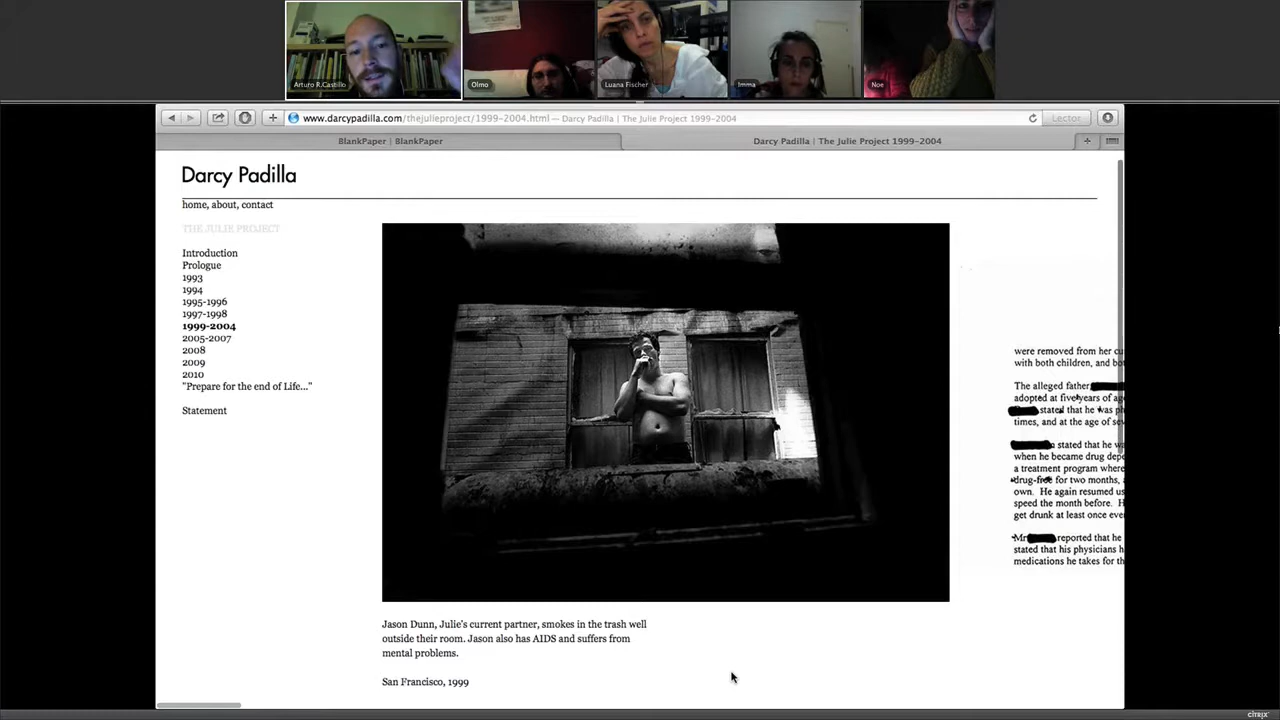 Arturo R.Castillo
Olmo
Luana Fischer
Imma
Noe
www.darcypadilla.com/thejulieproject/1999-2004.html — Darcy Padilla | The Julie Project 1999-2004
Lector
BlankPaper | BlankPaper
Darcy Padilla | The Julie Project 1999-2004
Darcy Padilla
home, about, contact
THE JULIE PROJECT
Introduction
Prologue
1993
1994
1995-1996
1997-1998
1999-2004
2005-2007
2008
2009
2010
"Prepare for the end of Life..."
Statement
Jason Dunn, Julie's current partner, smokes in the trash well
outside their room. Jason also has AIDS and suffers from
mental problems.
San Francisco, 1999
were removed from her
with both children, and
The alleged father,
adopted at five years of
stated that he was
times, and at the age of
stated that he
when he became drug
a treatment program where
drug-free for two months,
own. He again resumed
speed the month before.
get drunk at least once
Mr reported that he
stated that his physicians
medications he takes for
CITRIX